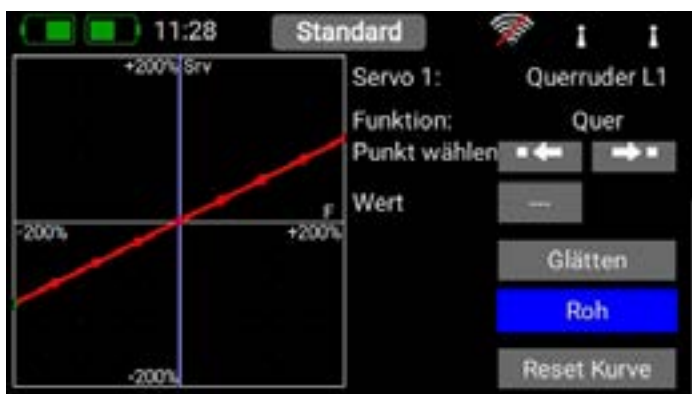 11:28 Standard
+200% Srv
Servo 1: Querruder L1
Funktion: Quer
Punkt wählen
F
-200% +200%
Wert ---
Glätten
Roh
-200%
Reset Kurve